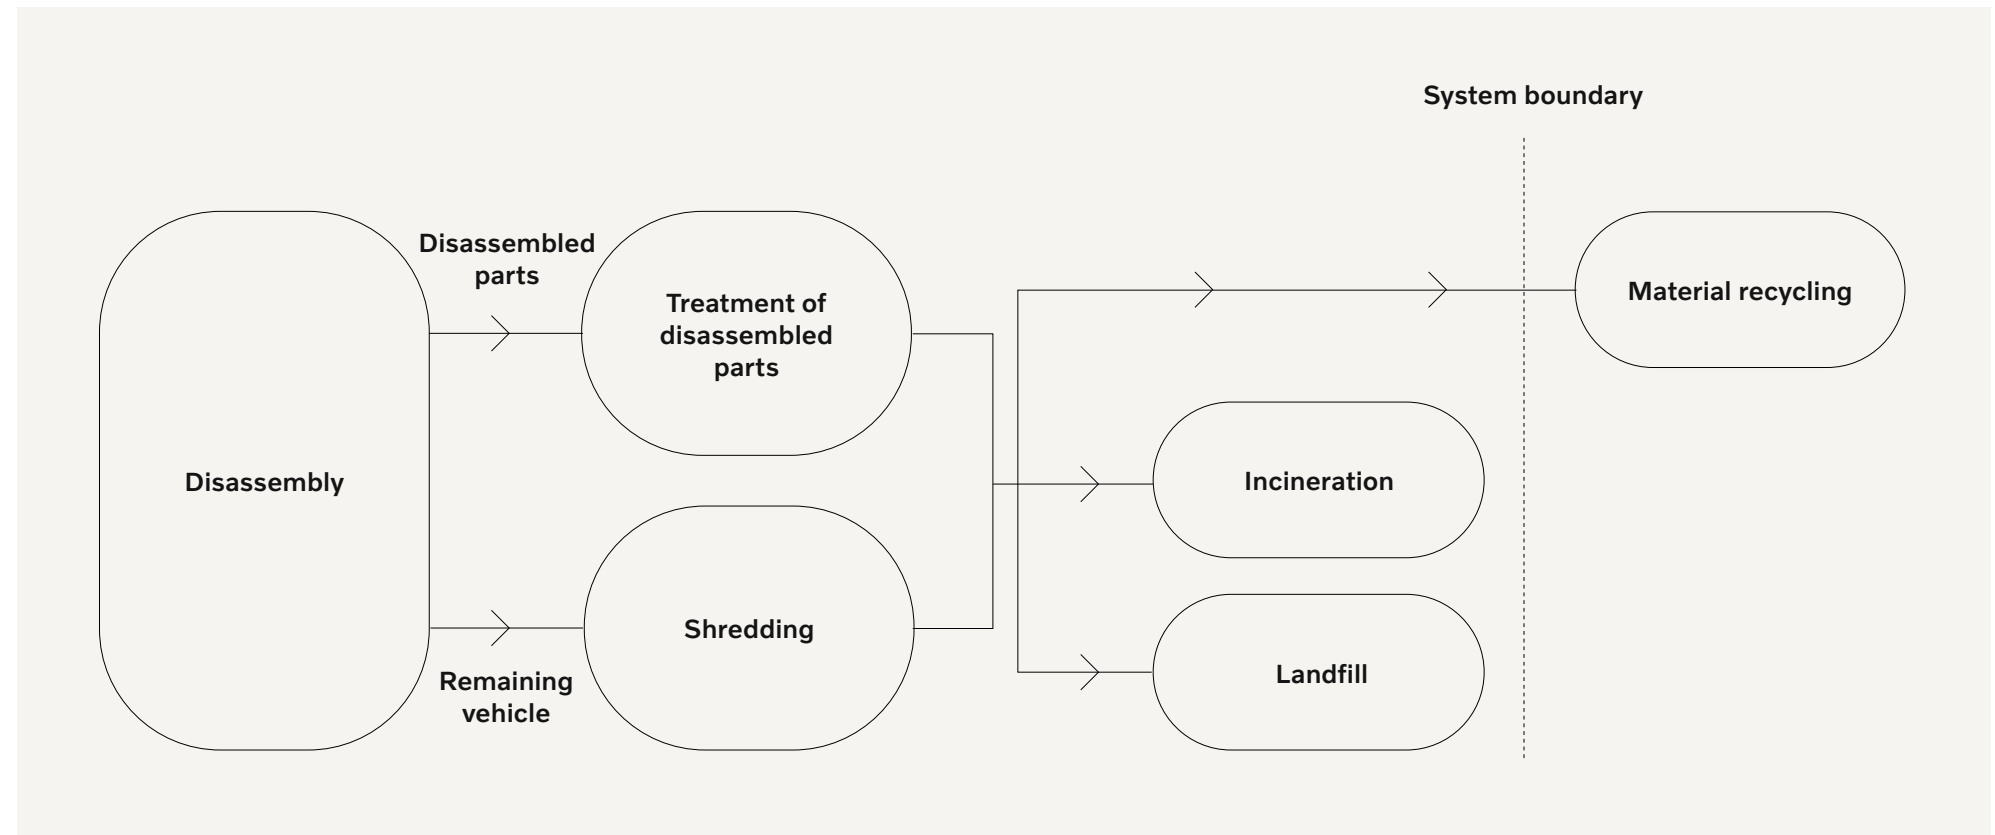 System boundary
Disassembled
parts
Treatment of
disassembled
parts
Material recycling
Disassembly
Incineration
Shredding
Remaining
vehicle
Landfill